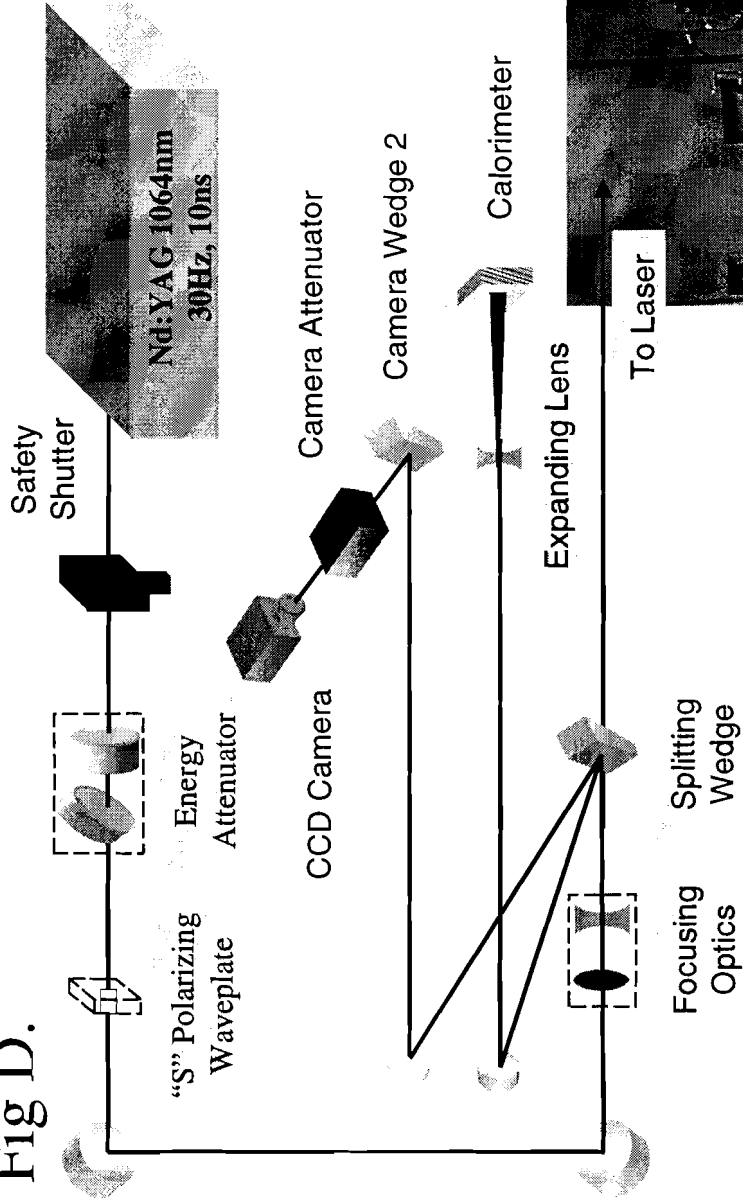 Fig D.
Nd:YAG 1064nm
30Hz, 10ns
Safety
Shutter
Energy
Attenuator
"S" Polarizing
Waveplate
Camera Attenuator
Camera Wedge 2
CCD Camera
Calorimeter
Expanding Lens
To Laser
Splitting
Wedge
Focusing
Optics